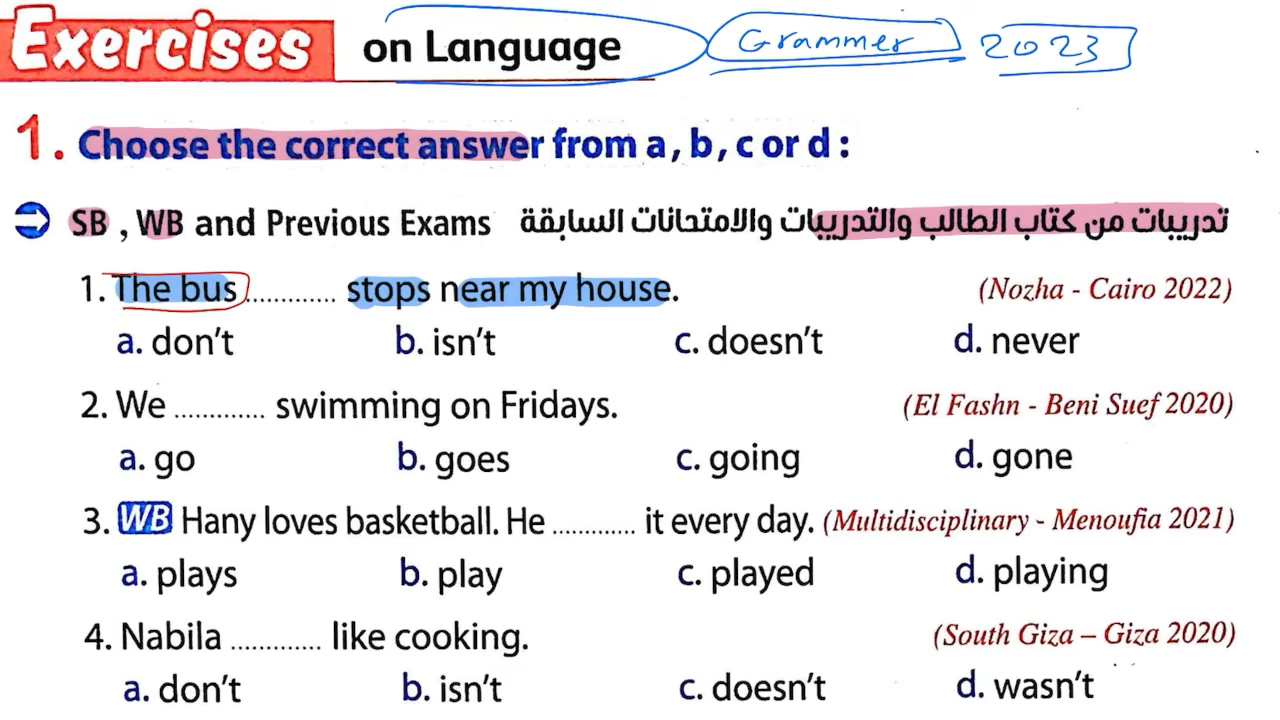 Exercises on Language Grammer 2023
1. Choose the correct answer from a, b, c or d :
SB , WB and Previous Exams تدريبات من كتاب الطالب والتدريبات والامتحانات السابقة
1. The bus ............ stops near my house. (Nozha - Cairo 2022)
a. don't b. isn't c. doesn't d. never
2. We ............. swimming on Fridays. (El Fashn - Beni Suef 2020)
a. go b. goes c. going d. gone
3. WB Hany loves basketball. He ............ it every day. (Multidisciplinary - Menoufia 2021)
a. plays b. play c. played d. playing
4. Nabila ............. like cooking. (South Giza – Giza 2020)
a. don't b. isn't c. doesn't d. wasn't